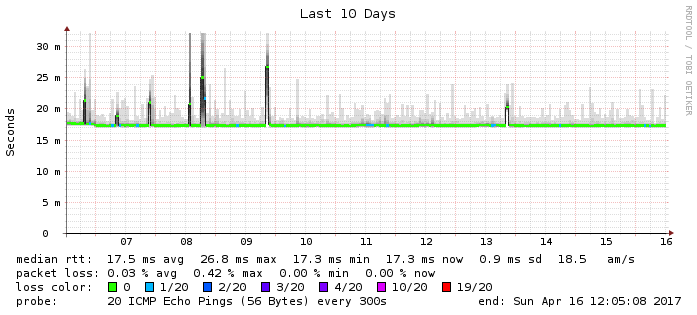 Last 10 Days
RRDTOOL / TOBI OETIKER
Seconds
30 m
25 m
20 m
15 m
10 m
5 m
0
07 08 09 10 11 12 13 14 15 16
median rtt: 17.5 ms avg 26.8 ms max 17.3 ms min 17.3 ms now 0.9 ms sd 18.5 am/s
packet loss: 0.03 % avg 0.42 % max 0.00 % min 0.00 % now
loss color: 0 1/20 2/20 3/20 4/20 10/20 19/20
probe: 20 ICMP Echo Pings (56 Bytes) every 300s end: Sun Apr 16 12:05:08 2017